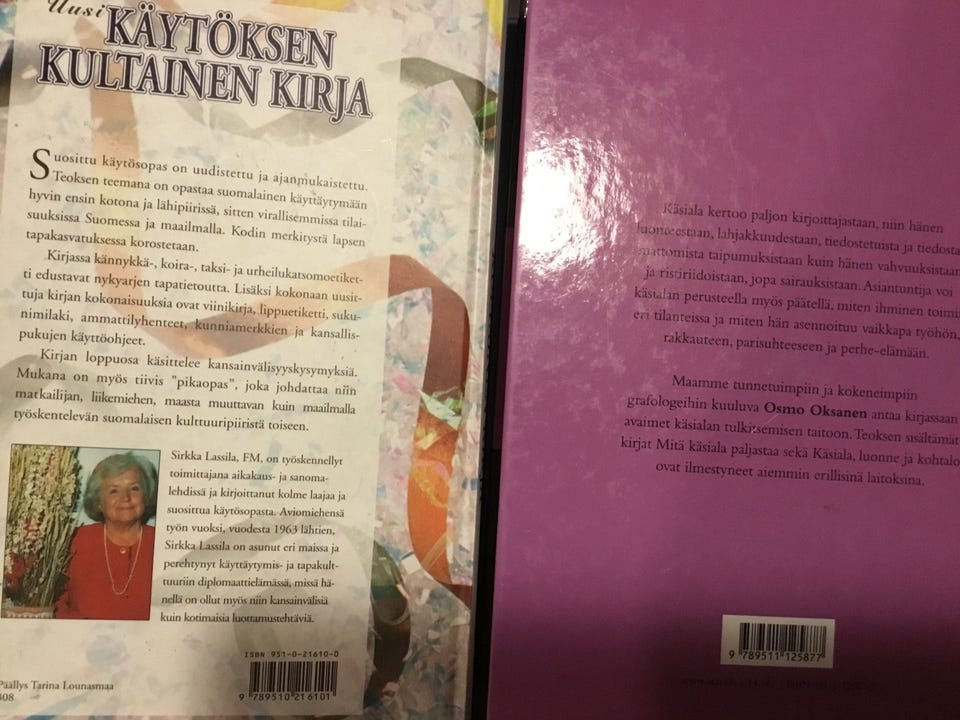 Uusi
KÄYTÖKSEN
KULTAINEN KIRJA
Suosittu käytösopas on uudistettu ja ajanmukaistettu.
Teoksen teemana on opastaa suomalainen käyttäytymään
hyvin ensin kotona ja lähipiirissä, sitten virallisemmissa tilai-
suuksissa Suomessa ja maailmalla. Kodin merkitystä lapsen
tapakasvatuksessa korostetaan.
Kirjassa kännykkä-, koira-, taksi- ja urheilukatsomoetiket-
ti edustavat nykyarjen tapatietoutta. Lisäksi kokonaan uusit-
tuja kirjan kokonaisuuksia ovat viinikirja, lippuetiketti, suku-
nimilaki, ammattilyhenteet, kunniamerkkien ja kansallis-
pukujen käyttöohjeet.
Kirjan loppuosa käsittelee kansainvälisyyskysymyksiä.
Mukana on myös tiivis "pikaopas", joka johdattaa niin
matkailijan, liikemiehen, maasta muuttavan kuin maailmalla
työskentelevän suomalaisen kulttuuripiiristä toiseen.
Sirkka Lassila, FM, on työskennellyt
toimittajana aikakaus- ja sanoma-
lehdissä ja kirjoittanut kolme laajaa ja
suosittua käytösopasta. Aviomiehensä
työn vuoksi, vuodesta 1963 lähtien,
Sirkka Lassila on asunut eri maissa ja
perehtynyt käyttäytymis- ja tapakult-
tuuriin diplomaattielämässä, missä hä-
nellä on ollut myös niin kansainvälisiä
kuin kotimaisia luottamustehtäviä.
ISBN 951-0-21610-0
9 789510 216101
Päällys Tarina Lounasmaa
808
Käsiala kertoo paljon kirjoittajastaan, niin hänen
luonteestaan, lahjakkuudestaan, tiedostetuista ja tiedosta
mattomista taipumuksistaan kuin hänen vahvuuksistaan
ja ristiriidoistaan, jopa sairauksistaan. Asiantuntija voi
käsialan perusteella myös päätellä, miten ihminen toimii
eri tilanteissa ja miten hän asennoituu vaikkapa työhön,
rakkauteen, parisuhteeseen ja perhe-elämään.
Maamme tunnetuimpiin ja kokeneimpiin
grafologeihin kuuluva Osmo Oksanen antaa kirjassaan
avaimet käsialan tulkitsemisen taitoon. Teoksen sisältämät
kirjat Mitä käsiala paljastaa sekä Käsiala, luonne ja kohtalo
ovat ilmestyneet aiemmin erillisinä laitoksina.
9 789511 125877